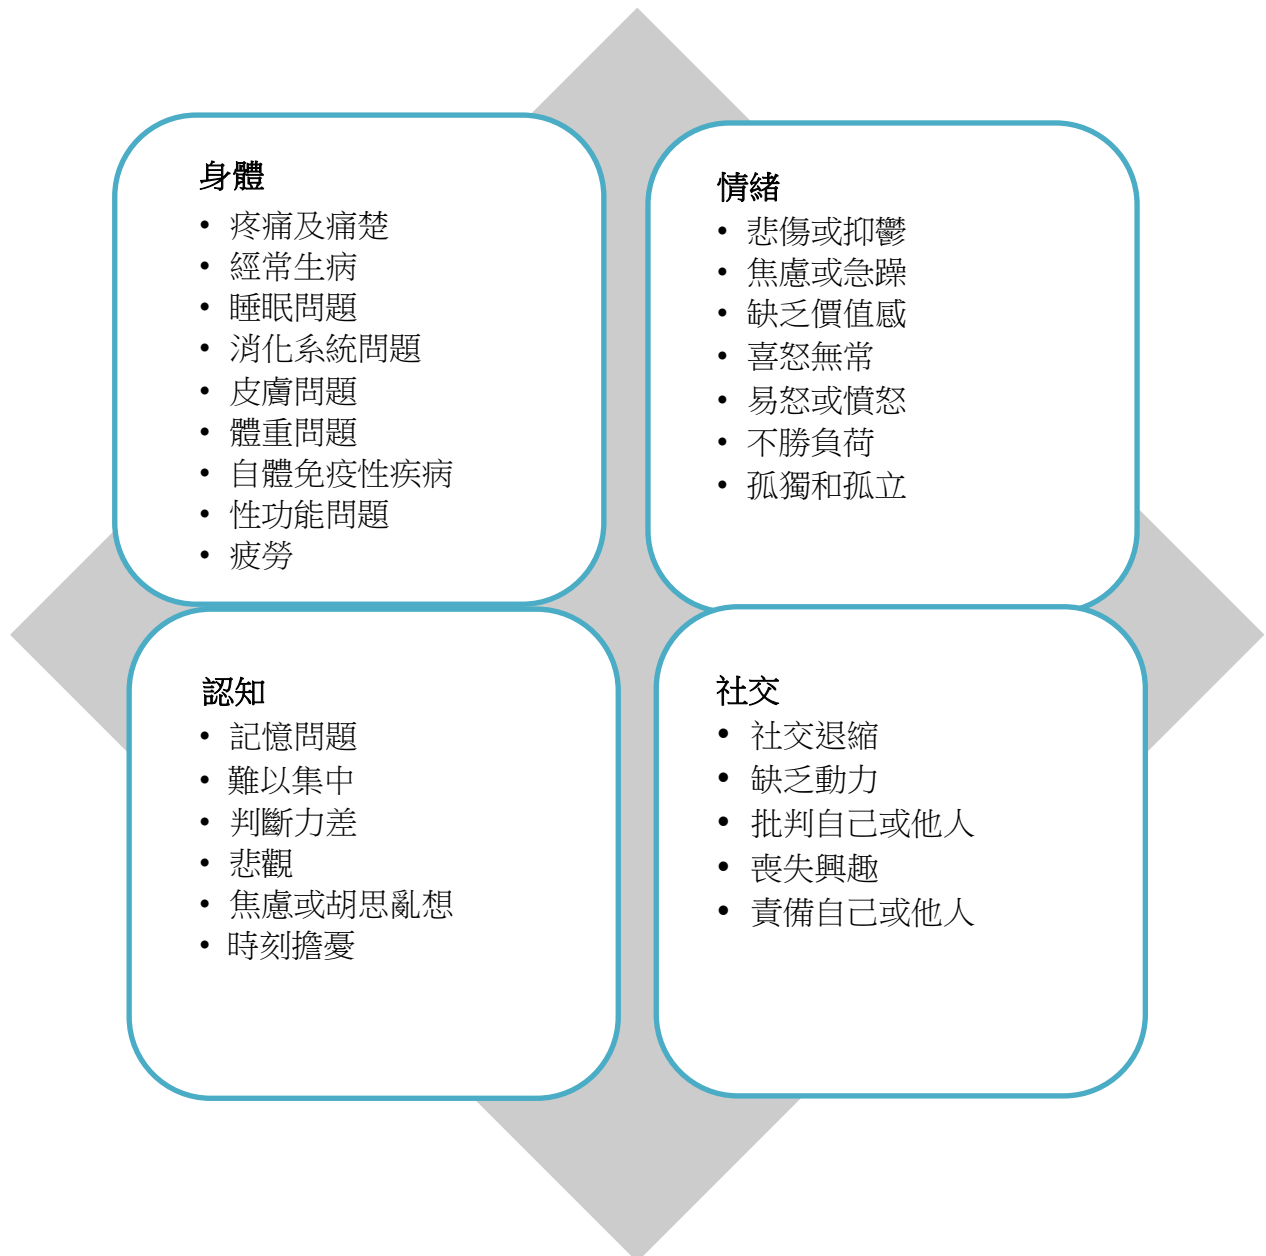 身體
• 疼痛及痛楚
• 經常生病
• 睡眠問題
• 消化系統問題
• 皮膚問題
• 體重問題
• 自體免疫性疾病
• 性功能問題
• 疲勞
情緒
• 悲傷或抑鬱
• 焦慮或急躁
• 缺乏價值感
• 喜怒無常
• 易怒或憤怒
• 不勝負荷
• 孤獨和孤立
認知
• 記憶問題
• 難以集中
• 判斷力差
• 悲觀
• 焦慮或胡思亂想
• 時刻擔憂
社交
• 社交退縮
• 缺乏動力
• 批判自己或他人
• 喪失興趣
• 責備自己或他人